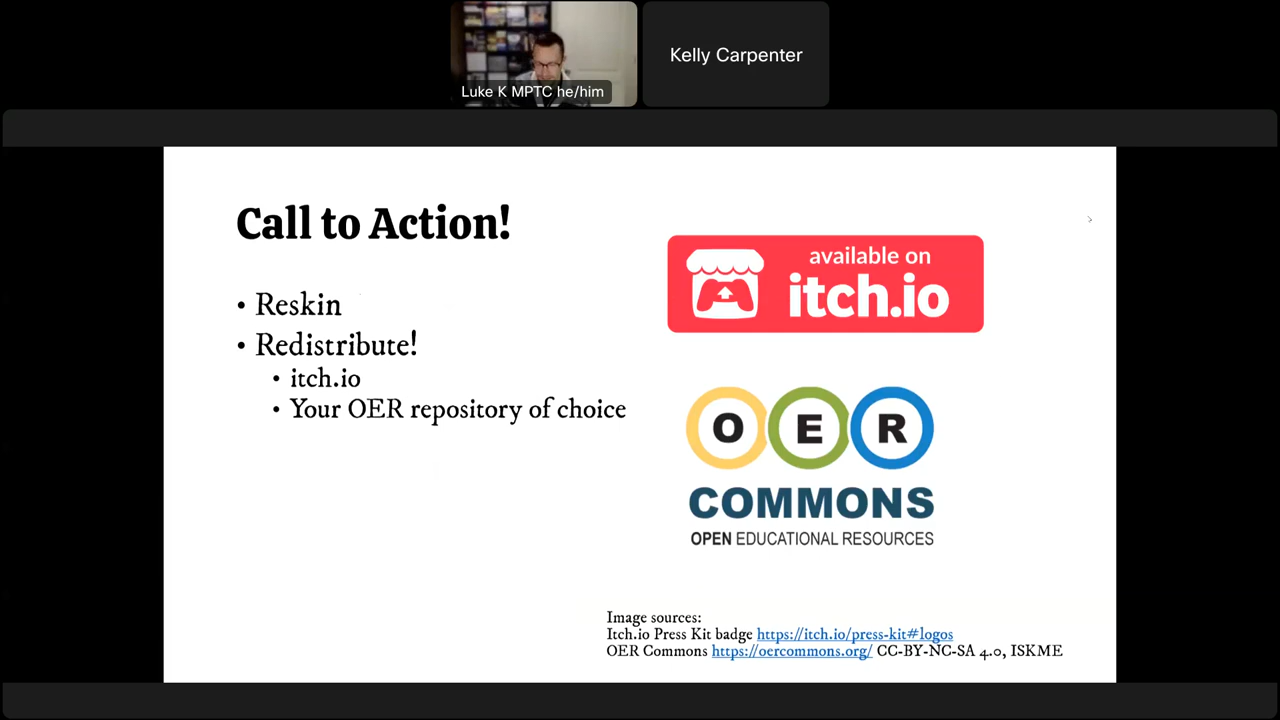 Luke K MPTC he/him
Kelly Carpenter
Call to Action!
• Reskin
• Redistribute!
• itch.io
• Your OER repository of choice
available on
itch.io
O E R
COMMONS
OPEN EDUCATIONAL RESOURCES
Image sources:
Itch.io Press Kit badge https://itch.io/press-kit#logos
OER Commons https://oercommons.org/ CC-BY-NC-SA 4.0, ISKME